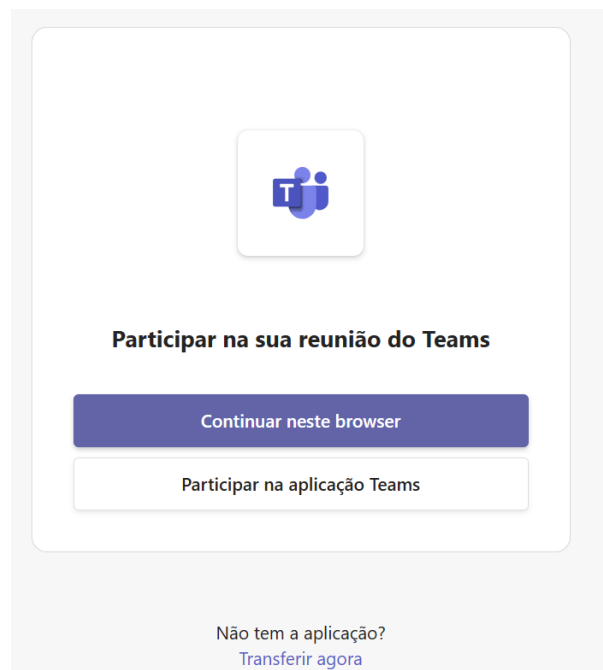 T
Participar na sua reunião do Teams
Continuar neste browser
Participar na aplicação Teams
Não tem a aplicação?
Transferir agora